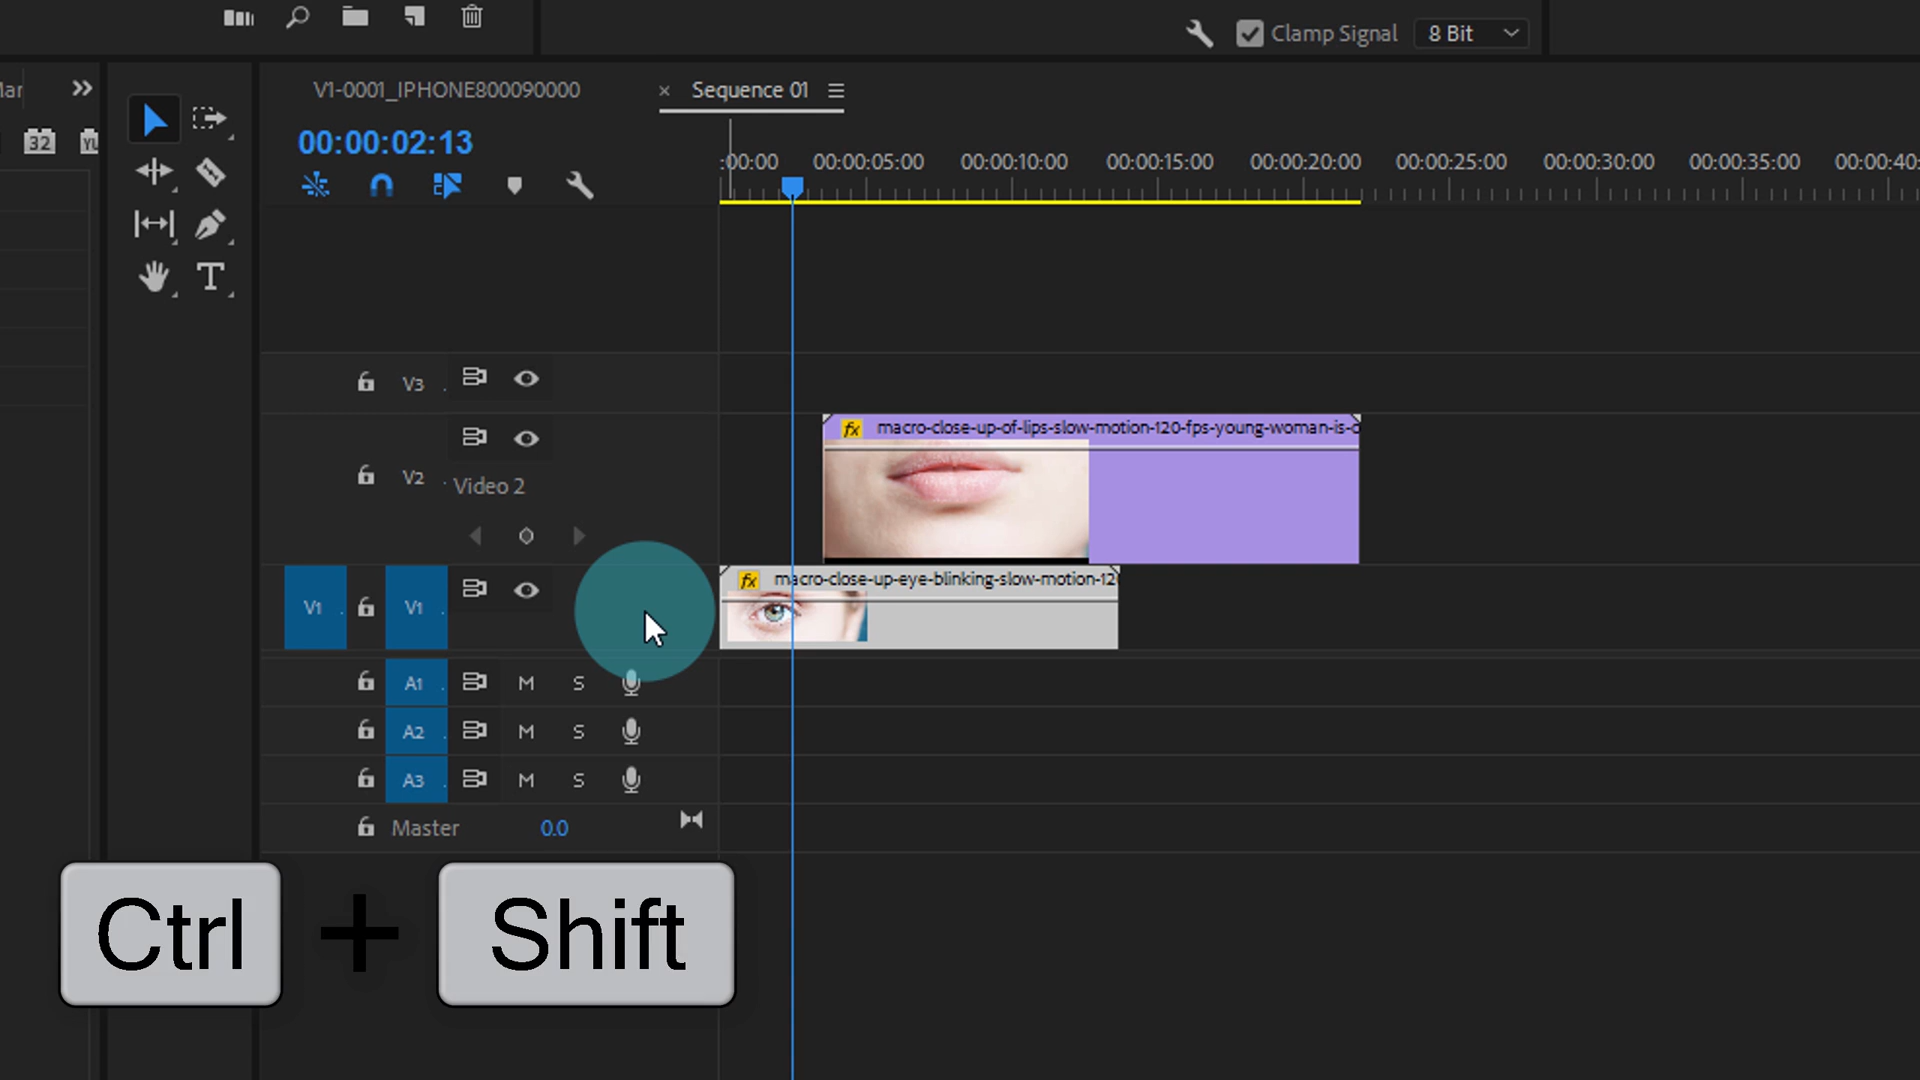 Clamp Signal 8 Bit
V1-0001_IPHONE800090000 × Sequence 01
32
00:00:02:13
:00:00 00:00:05:00 00:00:10:00 00:00:15:00 00:00:20:00 00:00:25:00 00:00:30:00 00:00:35:00 00:00:40:
T
V3
fx macro-close-up-of-lips-slow-motion-120-fps-young-woman-is-
V2
Video 2
fx macro-close-up-eye-blinking-slow-motion-12
V1 V1
A1 M S
A2 M S
A3 M S
Master 0.0
Ctrl + Shift